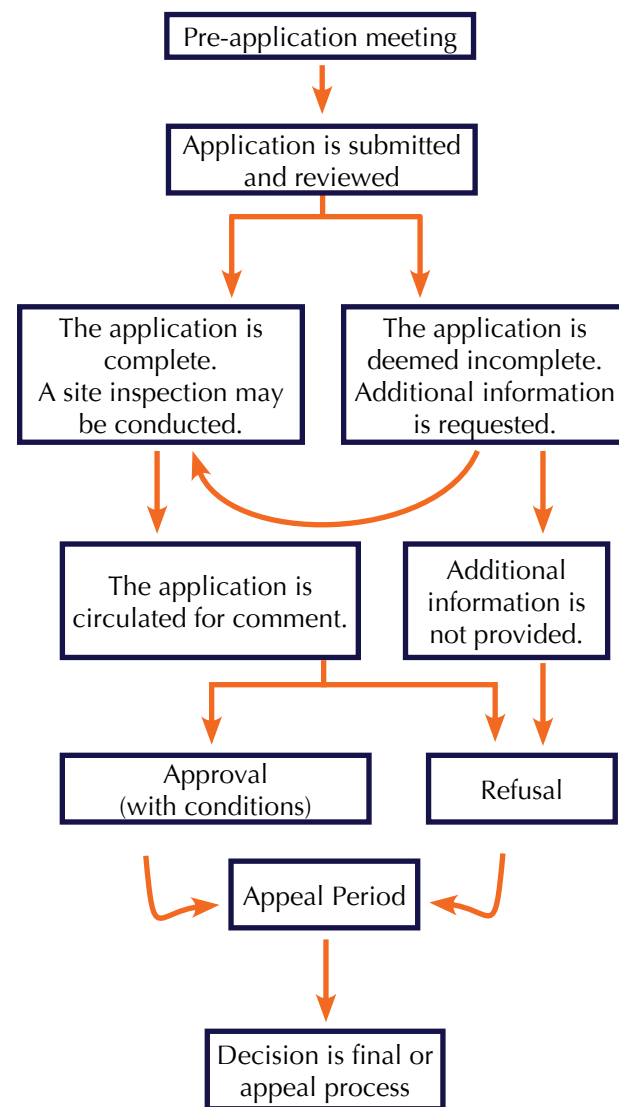 Pre-application meeting
Application is submitted
and reviewed
The application is
complete.
A site inspection may
be conducted.
The application is
deemed incomplete.
Additional information
is requested.
The application is
circulated for comment.
Additional
information is
not provided.
Approval
(with conditions)
Refusal
Appeal Period
Decision is final or
appeal process